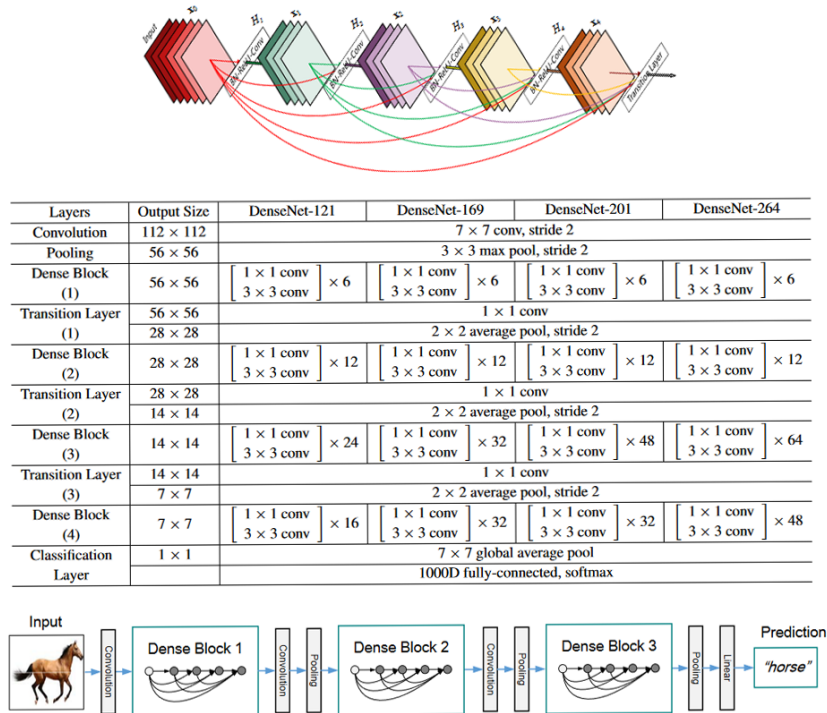 Input
x₀
H₁
x₁
H₂
x₂
H₃
x₃
H₄
x₄
BN-ReLU-Conv
BN-ReLU-Conv
BN-ReLU-Conv
BN-ReLU-Conv
Transition Layer
Layers Output Size DenseNet-121 DenseNet-169 DenseNet-201 DenseNet-264
Convolution 112 × 112 7 × 7 conv, stride 2
Pooling 56 × 56 3 × 3 max pool, stride 2
Dense Block (1) 56 × 56 [ 1 × 1 conv 3 × 3 conv ] × 6 [ 1 × 1 conv 3 × 3 conv ] × 6 [ 1 × 1 conv 3 × 3 conv ] × 6 [ 1 × 1 conv 3 × 3 conv ] × 6
Transition Layer 56 × 56 1 × 1 conv
(1) 28 × 28 2 × 2 average pool, stride 2
Dense Block (2) 28 × 28 [ 1 × 1 conv 3 × 3 conv ] × 12 [ 1 × 1 conv 3 × 3 conv ] × 12 [ 1 × 1 conv 3 × 3 conv ] × 12 [ 1 × 1 conv 3 × 3 conv ] × 12
Transition Layer 28 × 28 1 × 1 conv
(2) 14 × 14 2 × 2 average pool, stride 2
Dense Block (3) 14 × 14 [ 1 × 1 conv 3 × 3 conv ] × 24 [ 1 × 1 conv 3 × 3 conv ] × 32 [ 1 × 1 conv 3 × 3 conv ] × 48 [ 1 × 1 conv 3 × 3 conv ] × 64
Transition Layer 14 × 14 1 × 1 conv
(3) 7 × 7 2 × 2 average pool, stride 2
Dense Block (4) 7 × 7 [ 1 × 1 conv 3 × 3 conv ] × 16 [ 1 × 1 conv 3 × 3 conv ] × 32 [ 1 × 1 conv 3 × 3 conv ] × 32 [ 1 × 1 conv 3 × 3 conv ] × 48
Classification 1 × 1 7 × 7 global average pool
Layer 1000D fully-connected, softmax
Input
Convolution
Dense Block 1
Convolution
Pooling
Dense Block 2
Convolution
Pooling
Dense Block 3
Pooling
Linear
Prediction
"horse"